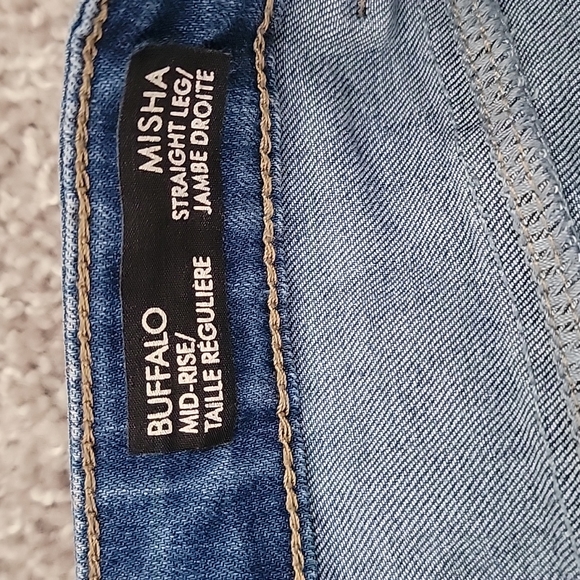 BUFFALO
MID-RISE/
TAILLE RÉGULIÈRE
MISHA
STRAIGHT LEG/
JAMBE DROITE